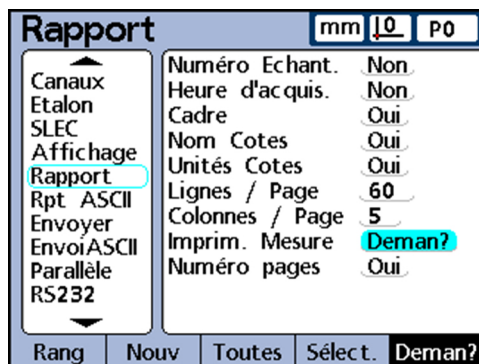 Rapport
mm 0 P0
Canaux
Etalon
SLEC
Affichage
Rapport
Rpt ASCII
Envoyer
EnvoiASCII
Parallèle
RS232
Numéro Echant. Non
Heure d'acquis. Non
Cadre Oui
Nom Cotes Oui
Unités Cotes Oui
Lignes / Page 60
Colonnes / Page 5
Imprim. Mesure Deman?
Numéro pages Oui
Rang Nouv Toutes Sélect. Deman?